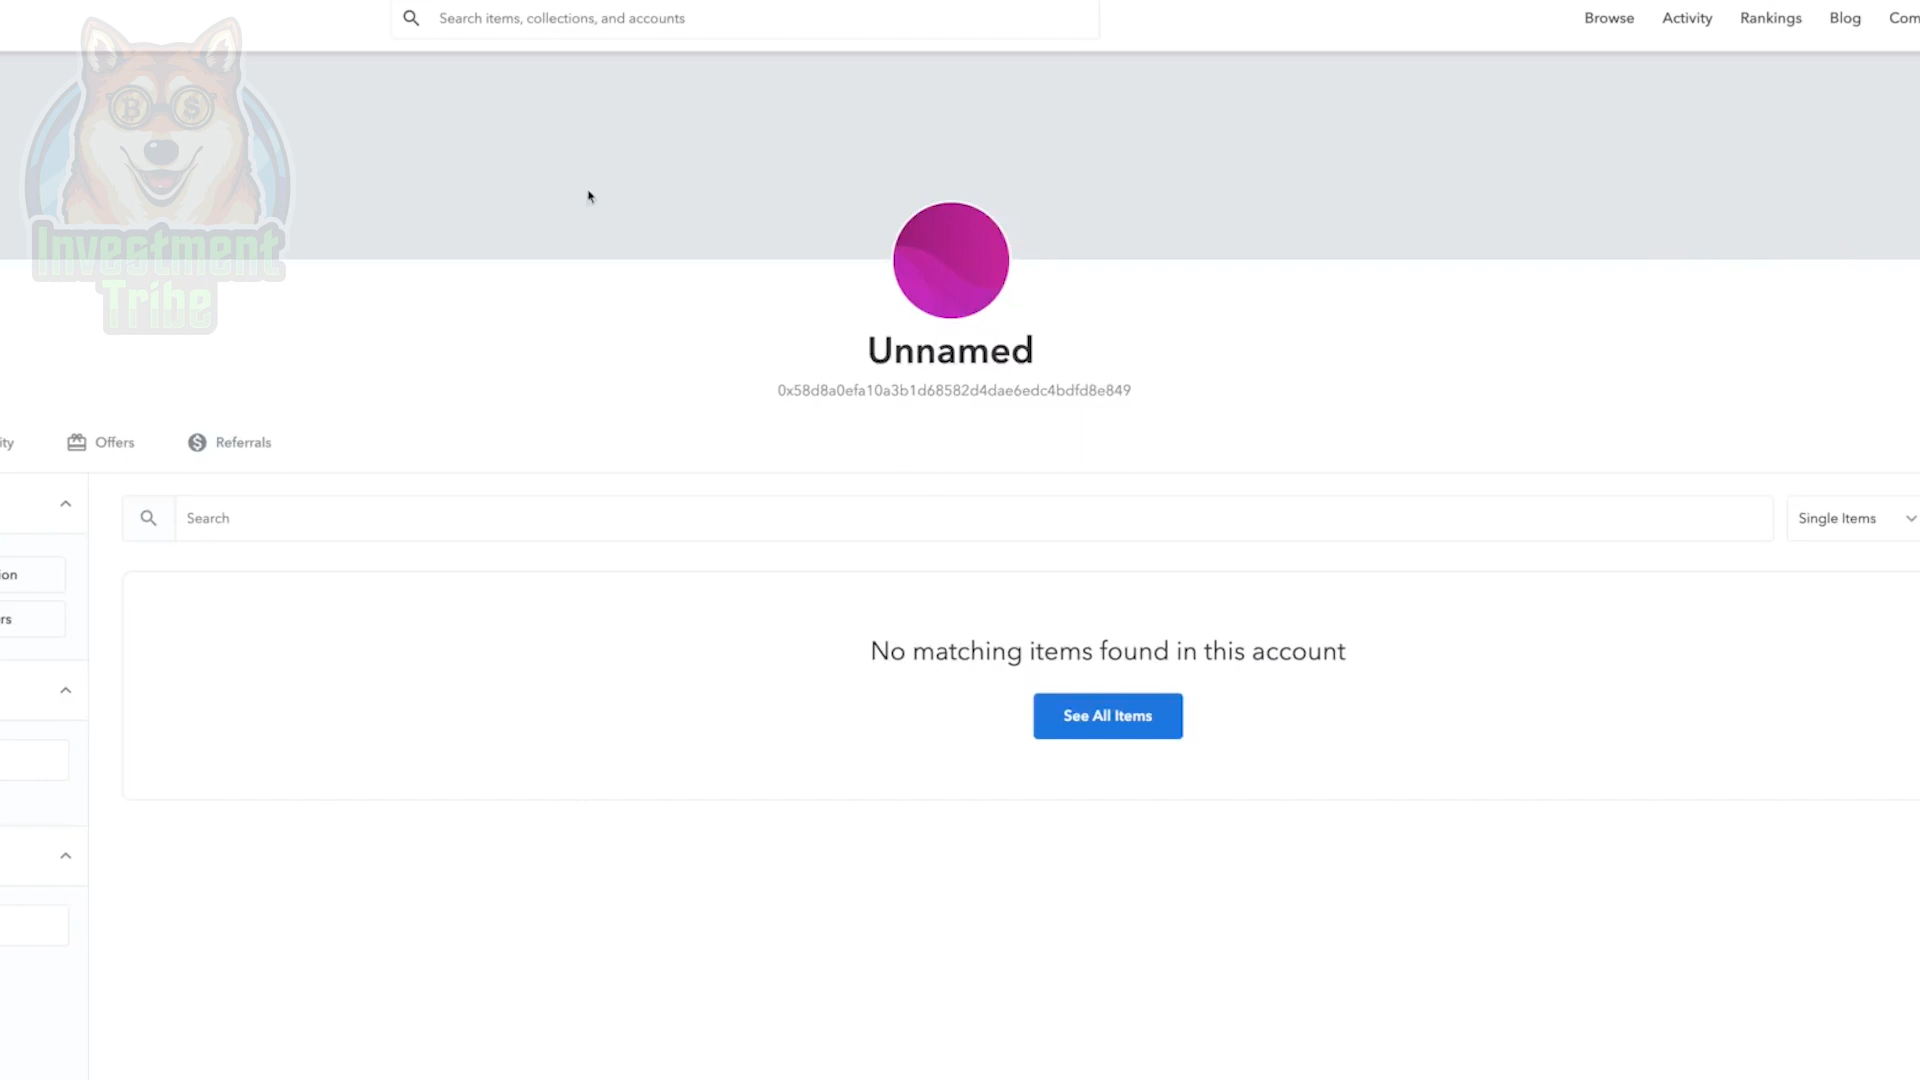 Search items, collections, and accounts
Browse
Activity
Rankings
Blog
Com
B $
Investment
Tribe
Unnamed
0x58d8a0efa10a3b1d68582d4dae6edc4bdfd8e849
ity
Offers
$ Referrals
Search
Single Items
ion
rs
No matching items found in this account
See All Items